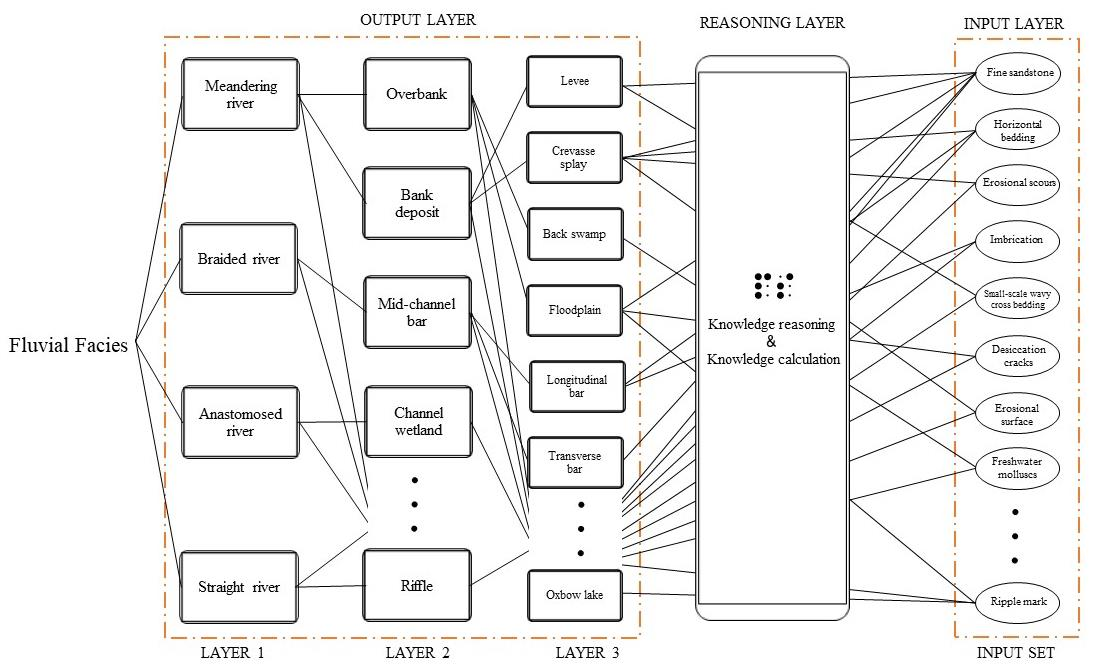 OUTPUT LAYER
REASONING LAYER
INPUT LAYER
Fluvial Facies
Meandering
river
Braided river
Anastomosed
river
Straight river
Overbank
Bank
deposit
Mid-channel
bar
Channel
wetland
Riffle
Levee
Crevasse
splay
Back swamp
Floodplain
Longitudinal
bar
Transverse
bar
Oxbow lake
Knowledge reasoning
&
Knowledge calculation
Fine sandstone
Horizontal
bedding
Erosional scours
Imbrication
Small-scale wavy
cross bedding
Desiccation
cracks
Erosional
surface
Freshwater
molluscs
Ripple mark
LAYER 1
LAYER 2
LAYER 3
INPUT SET